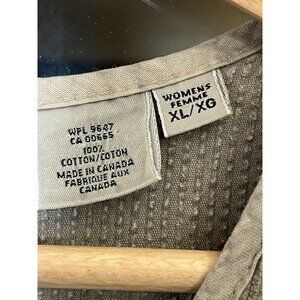 WPL 9647
CA 00665
100%
COTTON/COTON
MADE IN CANADA
FABRIQUE AUX
CANADA
WOMENS
FEMME
XL/XG